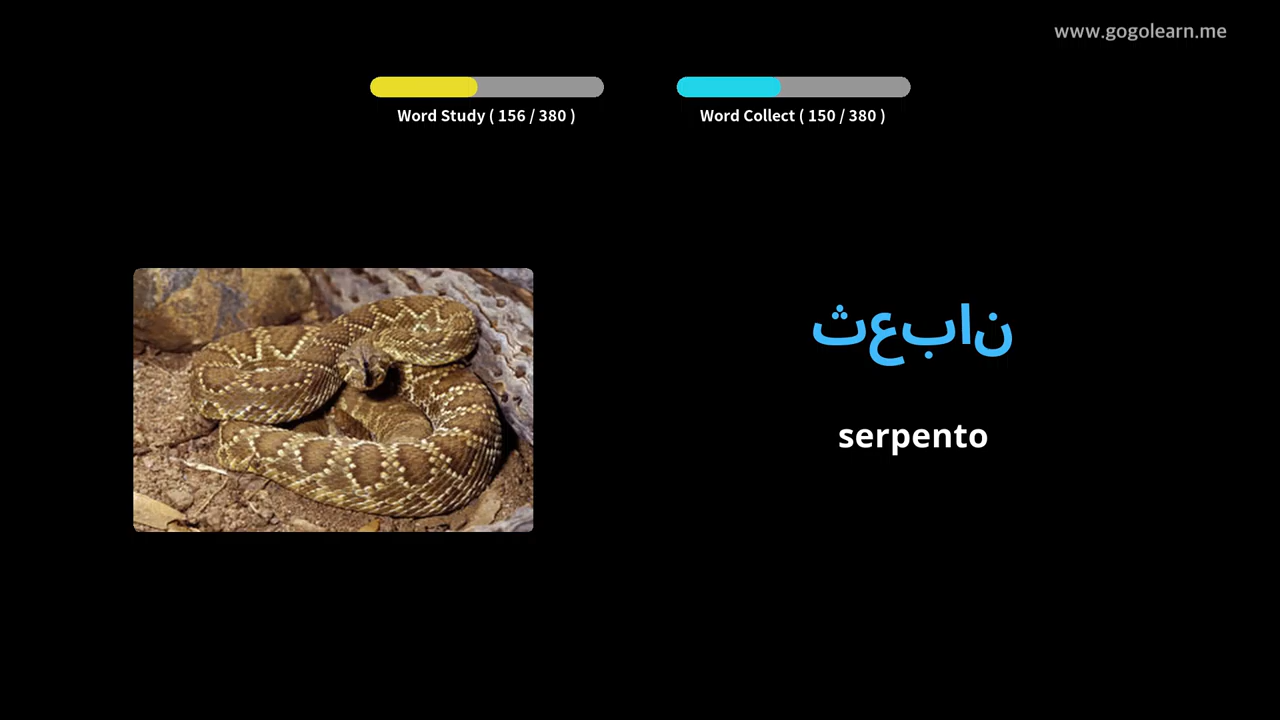 www.gogolearn.me
Word Study ( 156 / 380 )
Word Collect ( 150 / 380 )
ثعبان
serpento